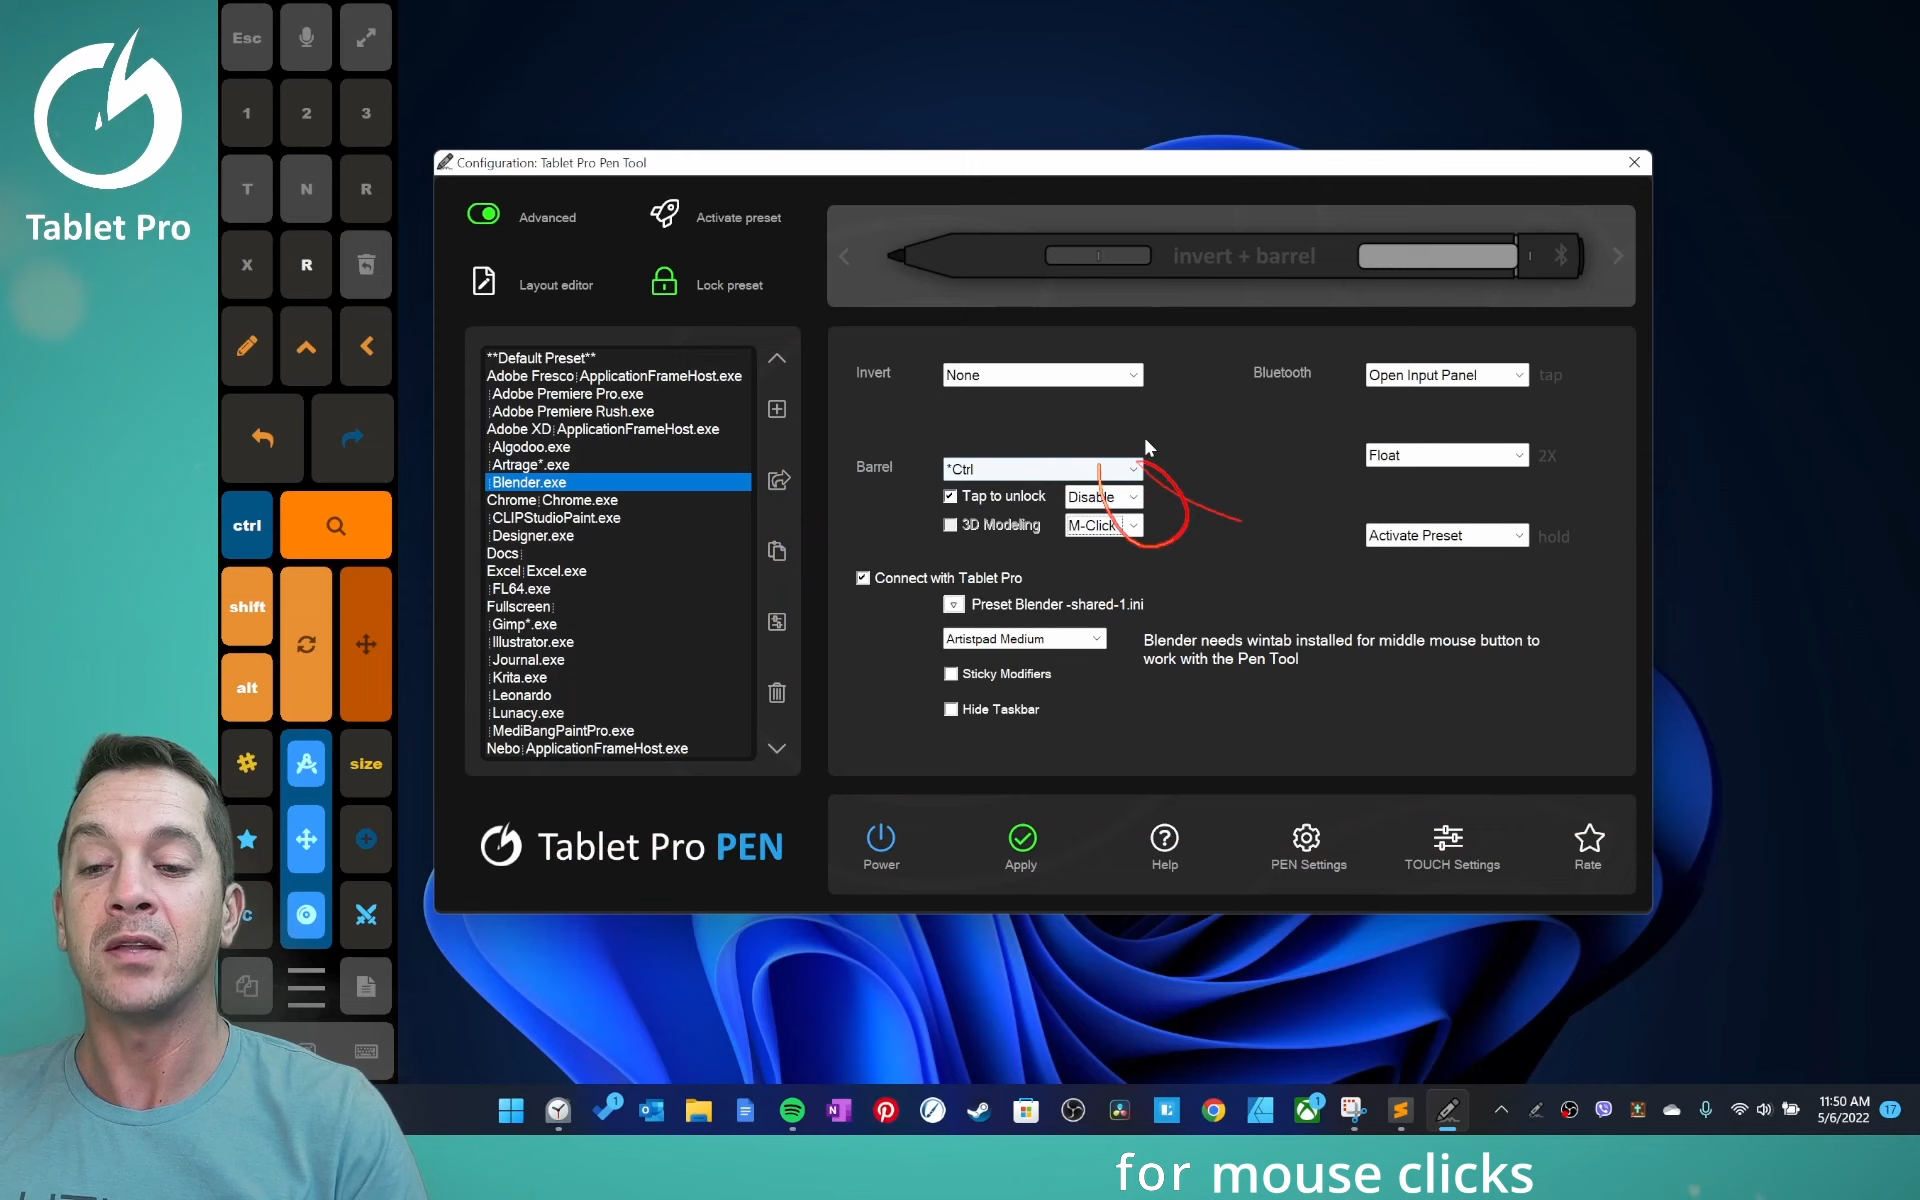 Tablet Pro
Esc
1 2 3
T N R
X R
ctrl
shift
alt
size
C
Configuration: Tablet Pro Pen Tool
Advanced
Activate preset
Layout editor
Lock preset
invert + barrel
**Default Preset**
Adobe Fresco¦ApplicationFrameHost.exe
¦Adobe Premiere Pro.exe
¦Adobe Premiere Rush.exe
Adobe XD¦ApplicationFrameHost.exe
¦Algodoo.exe
¦Artrage*.exe
¦Blender.exe
Chrome¦Chrome.exe
¦CLIPStudioPaint.exe
¦Designer.exe
Docs¦
Excel¦Excel.exe
¦FL64.exe
Fullscreen¦
¦Gimp*.exe
¦Illustrator.exe
¦Journal.exe
¦Krita.exe
¦Leonardo
¦Lunacy.exe
¦MediBangPaintPro.exe
Nebo¦ApplicationFrameHost.exe
Invert None
Bluetooth Open Input Panel tap
Barrel *Ctrl
Float 2X
Tap to unlock Disable
3D Modeling M-Click
Activate Preset hold
Connect with Tablet Pro
Preset Blender -shared-1.ini
Artistpad Medium
Blender needs wintab installed for middle mouse button to
work with the Pen Tool
Sticky Modifiers
Hide Taskbar
Tablet Pro PEN
Power
Apply
Help
PEN Settings
TOUCH Settings
Rate
1
1
11:50 AM
5/6/2022
17
for mouse clicks